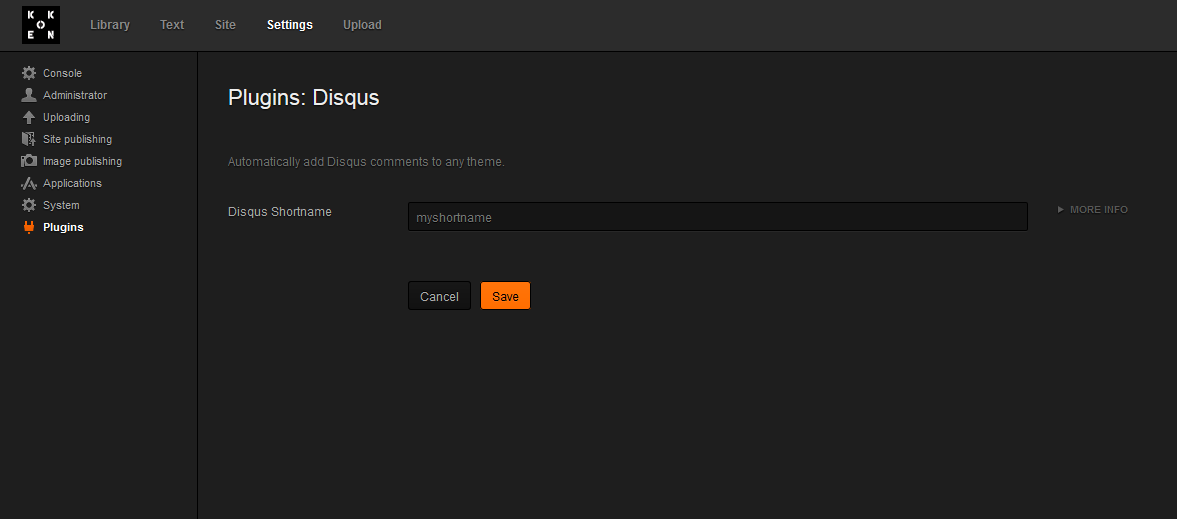 K K
O
E N
Library Text Site Settings Upload
Console
Administrator
Uploading
Site publishing
Image publishing
Applications
System
Plugins
Plugins: Disqus
Automatically add Disqus comments to any theme.
Disqus Shortname myshortname MORE INFO
Cancel Save